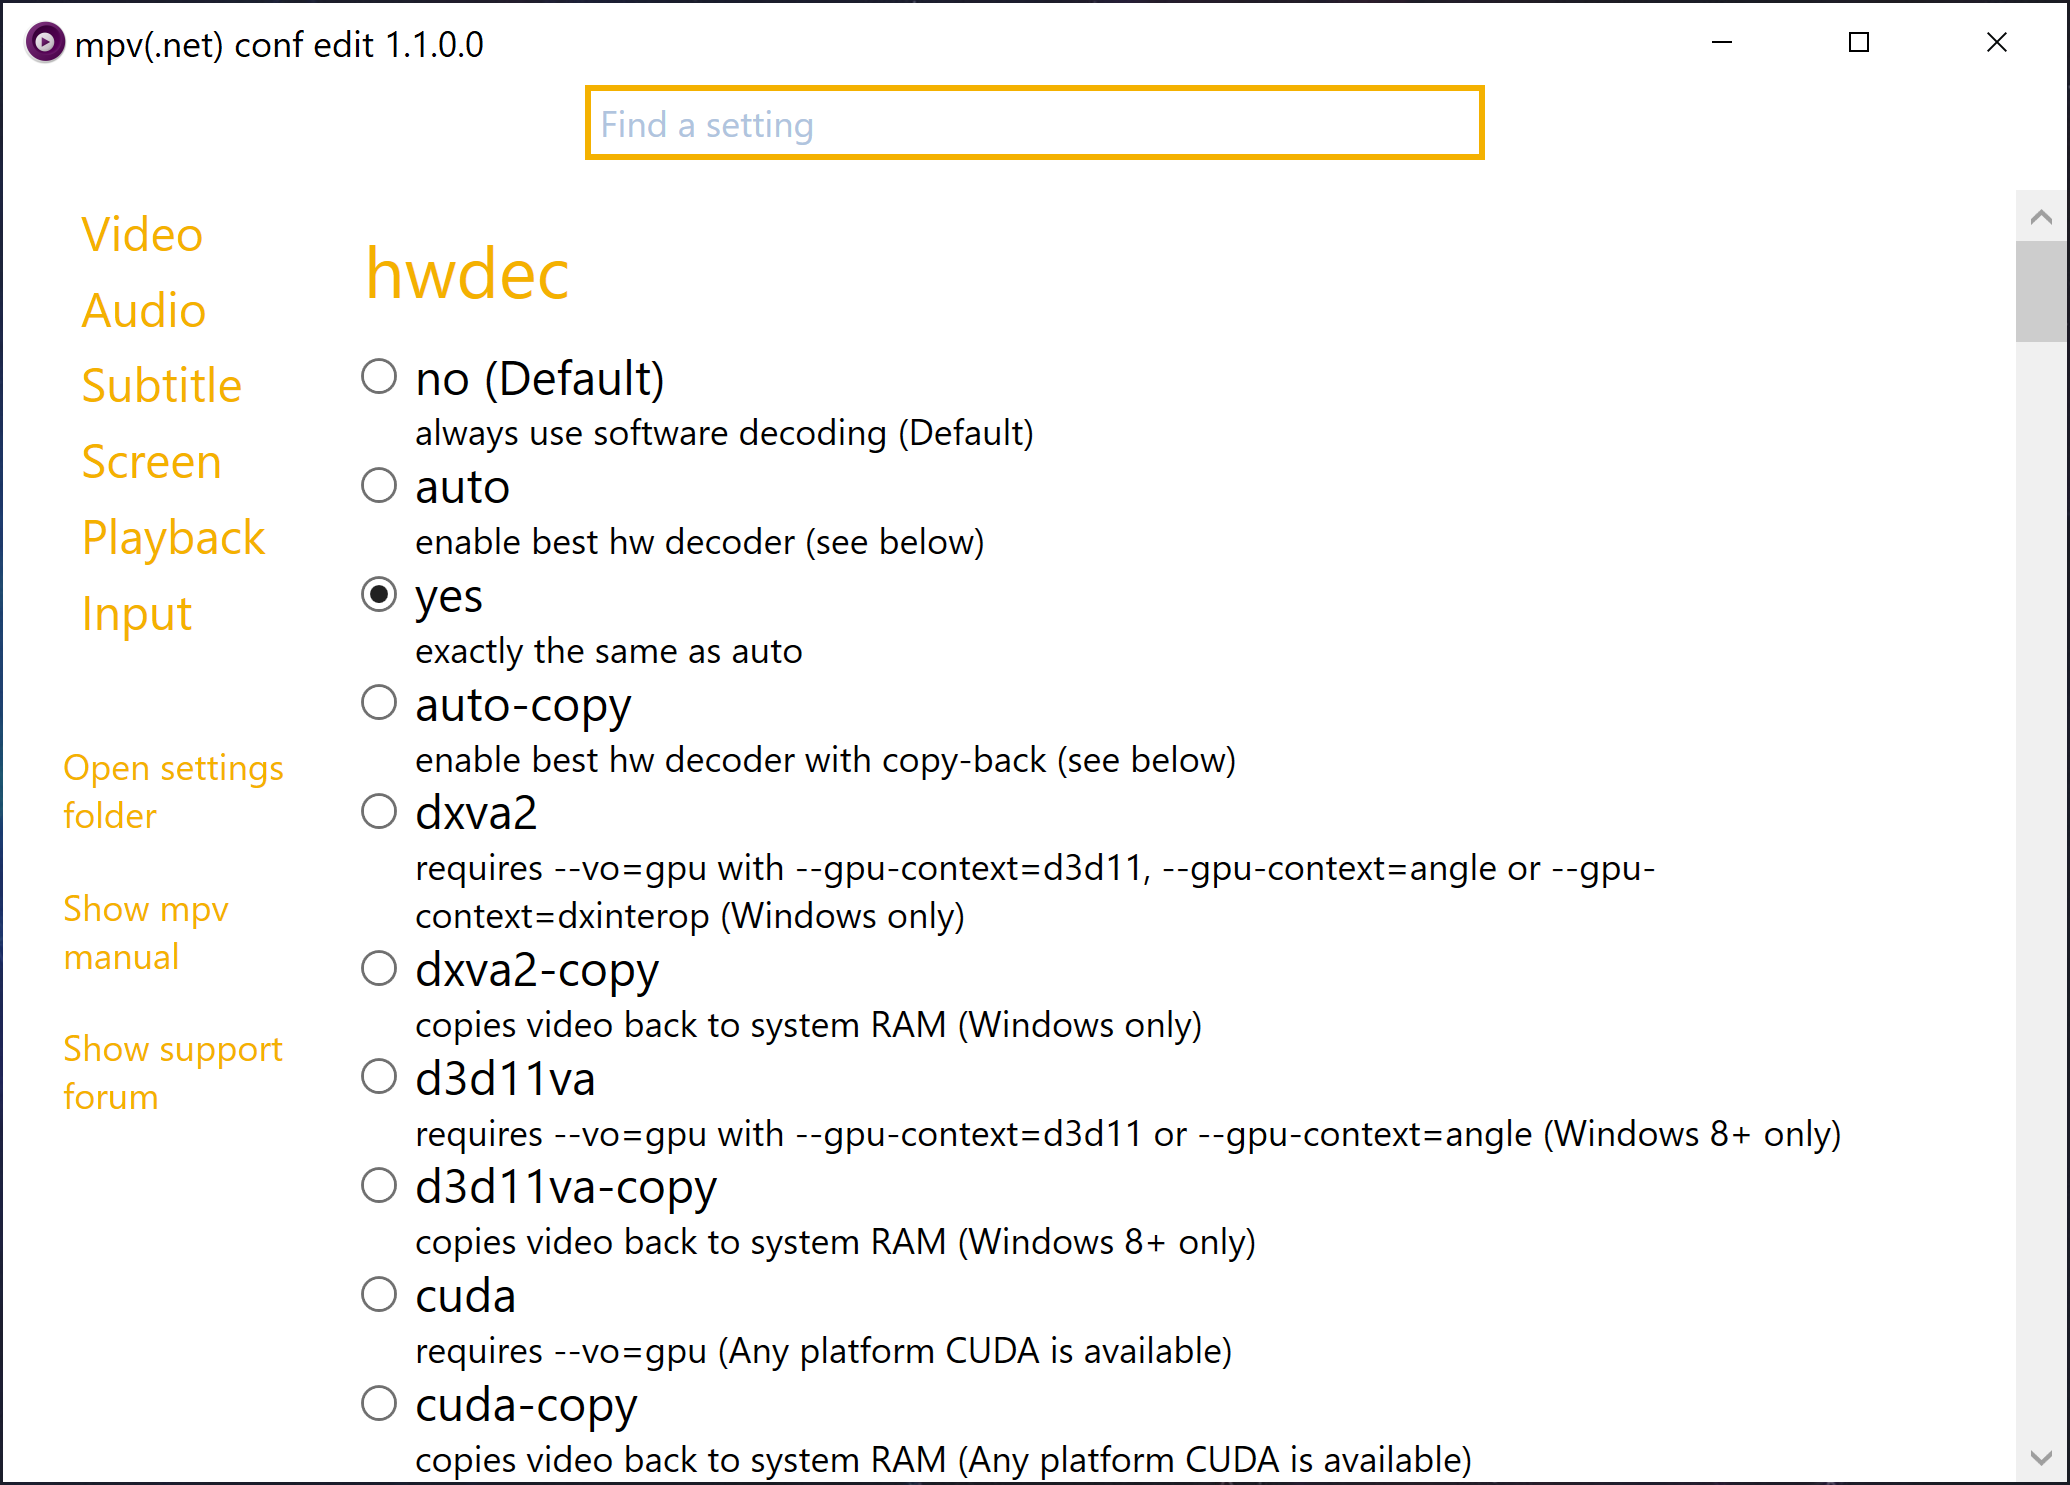 mpv(.net) conf edit 1.1.0.0
Find a setting
Video
Audio
Subtitle
Screen
Playback
Input
Open settings
folder
Show mpv
manual
Show support
forum
hwdec
no (Default)
always use software decoding (Default)
auto
enable best hw decoder (see below)
yes
exactly the same as auto
auto-copy
enable best hw decoder with copy-back (see below)
dxva2
requires --vo=gpu with --gpu-context=d3d11, --gpu-context=angle or --gpu-
context=dxinterop (Windows only)
dxva2-copy
copies video back to system RAM (Windows only)
d3d11va
requires --vo=gpu with --gpu-context=d3d11 or --gpu-context=angle (Windows 8+ only)
d3d11va-copy
copies video back to system RAM (Windows 8+ only)
cuda
requires --vo=gpu (Any platform CUDA is available)
cuda-copy
copies video back to system RAM (Any platform CUDA is available)